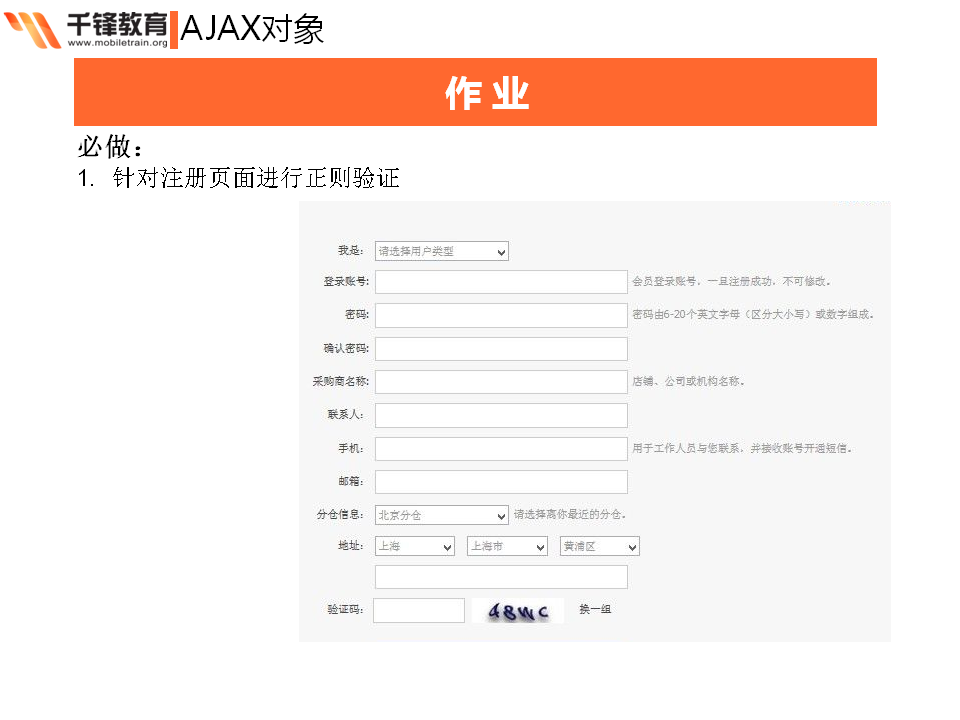 千锋教育 AJAX对象
www.mobiletrain.org
作 业
必做：
1. 针对注册页面进行正则验证
我是： 请选择用户类型
登录账号: 会员登录账号，一旦注册成功，不可修改。
密码: 密码由6-20个英文字母（区分大小写）或数字组成。
确认密码:
采购商名称: 店铺、公司或机构名称。
联系人：
手机： 用于工作人员与您联系，并接收账号开通短信。
邮箱：
分仓信息： 北京分仓 请选择离你最近的分仓。
地址： 上海 上海市 黄浦区
验证码： 48WC 换一组